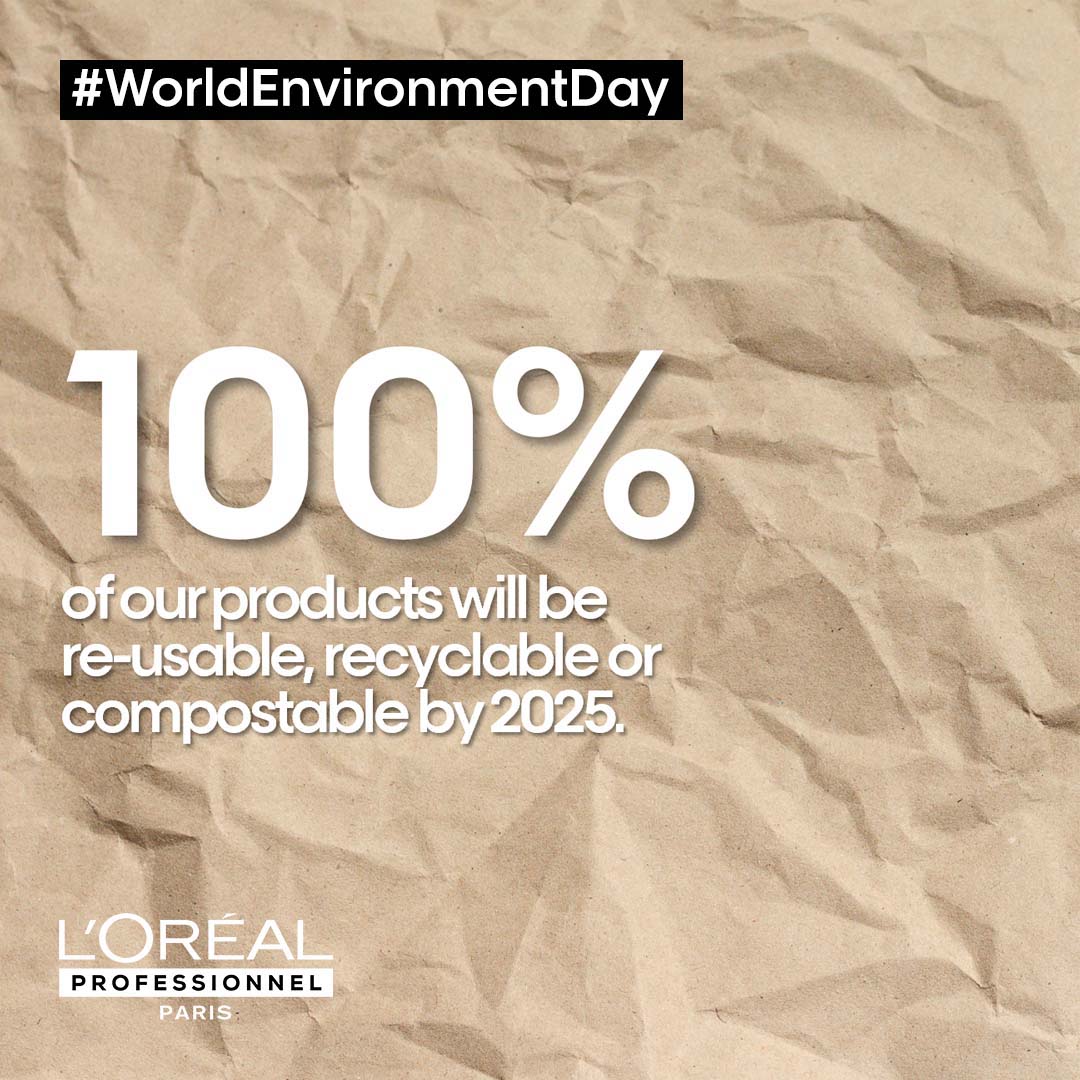 #WorldEnvironmentDay
100%
of our products will be
re-usable, recyclable or
compostable by 2025.
L'ORÉAL
PROFESSIONNEL
PARIS